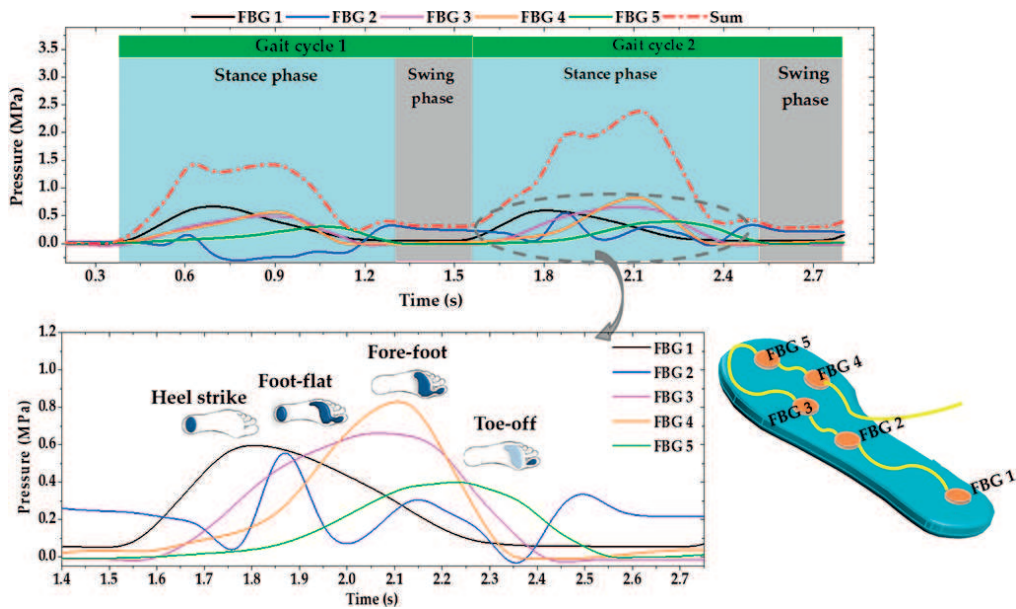 FBG 1 FBG 2 FBG 3 FBG 4 FBG 5 Sum
Gait cycle 1 Gait cycle 2
Stance phase Swing phase Stance phase Swing phase
3.5
3.0
2.5
2.0
1.5
1.0
0.5
0.0
Pressure (MPa)
0.3 0.6 0.9 1.2 1.5 1.8 2.1 2.4 2.7
Time (s)
1.2
1.0
0.8
0.6
0.4
0.2
0.0
Pressure (MPa)
Heel strike
Foot-flat
Fore-foot
Toe-off
FBG 1
FBG 2
FBG 3
FBG 4
FBG 5
1.4 1.5 1.6 1.7 1.8 1.9 2.0 2.1 2.2 2.3 2.4 2.5 2.6 2.7
Time (s)
FBG 5
FBG 4
FBG 3
FBG 2
FBG 1